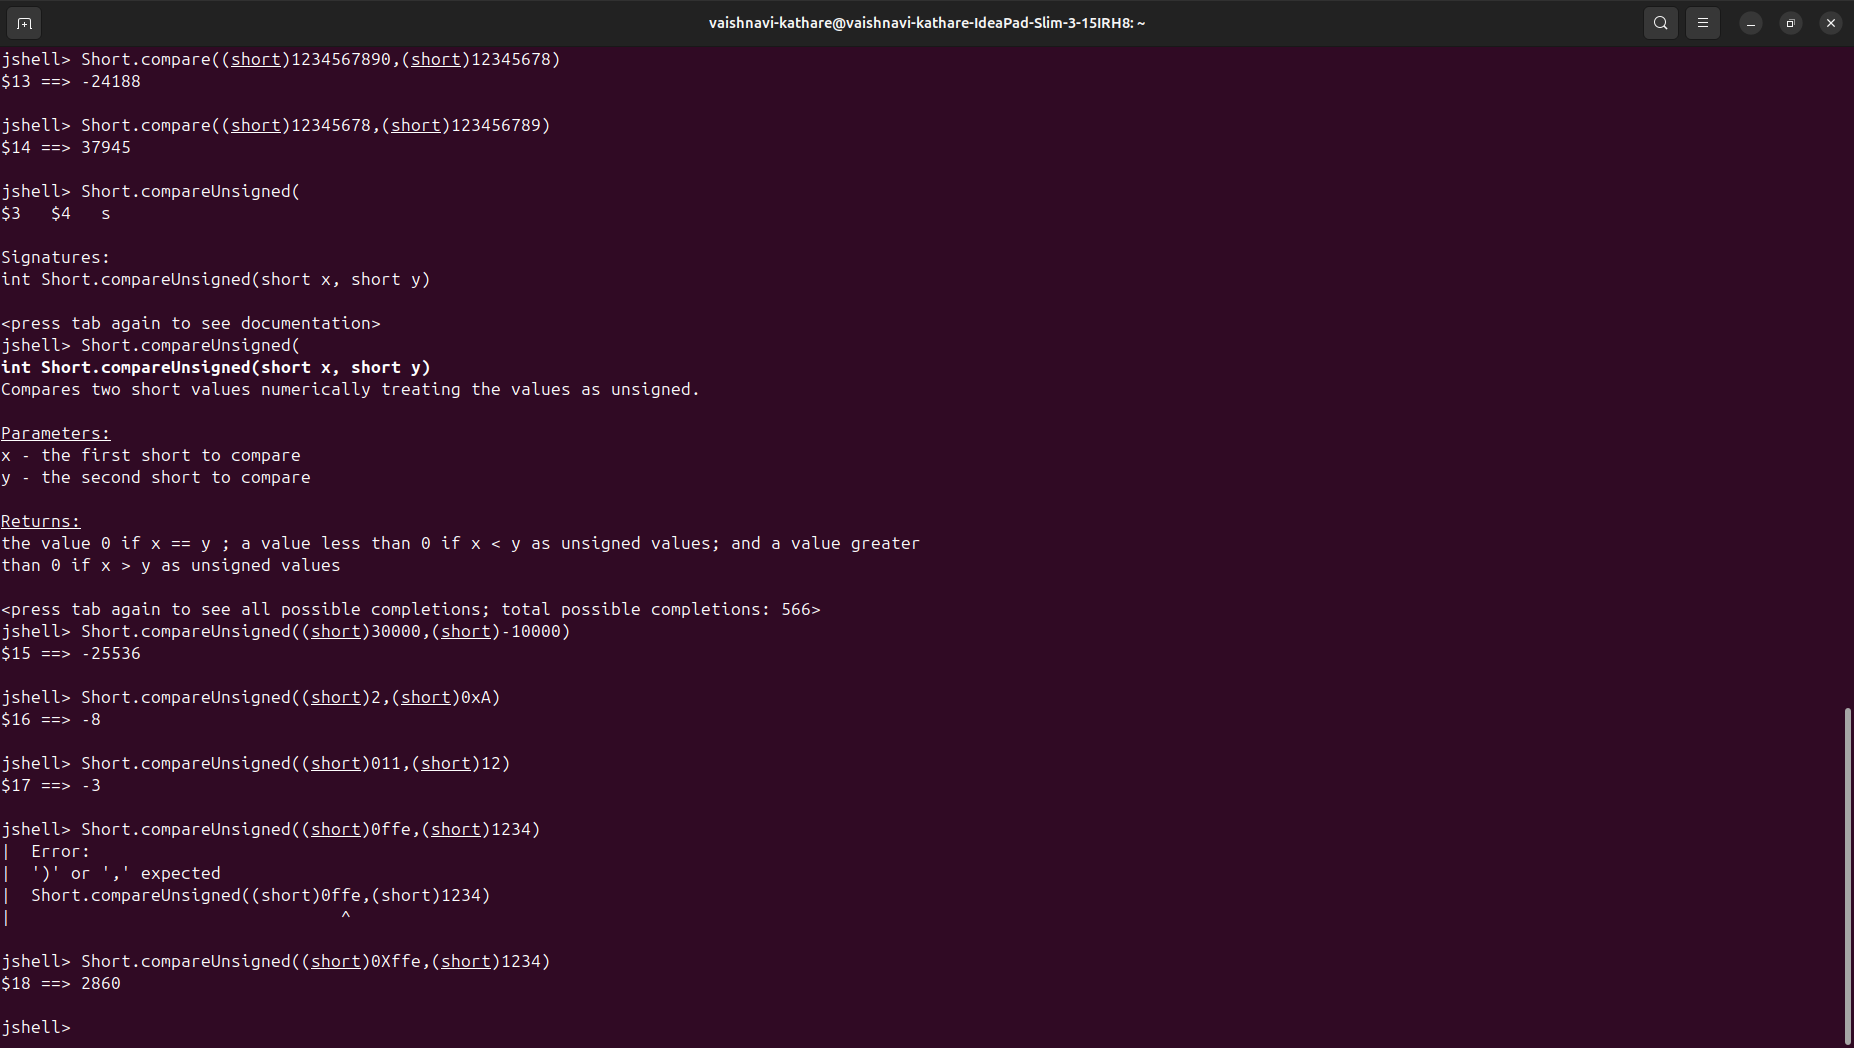 vaishnavi-kathare@vaishnavi-kathare-IdeaPad-Slim-3-15IRH8: ~
jshell> Short.compare((short)1234567890,(short)12345678)
$13 ==> -24188
jshell> Short.compare((short)12345678,(short)123456789)
$14 ==> 37945
jshell> Short.compareUnsigned(
$3   $4   s
Signatures:
int Short.compareUnsigned(short x, short y)
<press tab again to see documentation>
jshell> Short.compareUnsigned(
int Short.compareUnsigned(short x, short y)
Compares two short values numerically treating the values as unsigned.
Parameters:
x - the first short to compare
y - the second short to compare
Returns:
the value 0 if x == y ; a value less than 0 if x < y as unsigned values; and a value greater
than 0 if x > y as unsigned values
<press tab again to see all possible completions; total possible completions: 566>
jshell> Short.compareUnsigned((short)30000,(short)-10000)
$15 ==> -25536
jshell> Short.compareUnsigned((short)2,(short)0xA)
$16 ==> -8
jshell> Short.compareUnsigned((short)011,(short)12)
$17 ==> -3
jshell> Short.compareUnsigned((short)0ffe,(short)1234)
|  Error:
|  ')' or ',' expected
|  Short.compareUnsigned((short)0ffe,(short)1234)
|                                  ^
jshell> Short.compareUnsigned((short)0Xffe,(short)1234)
$18 ==> 2860
jshell>